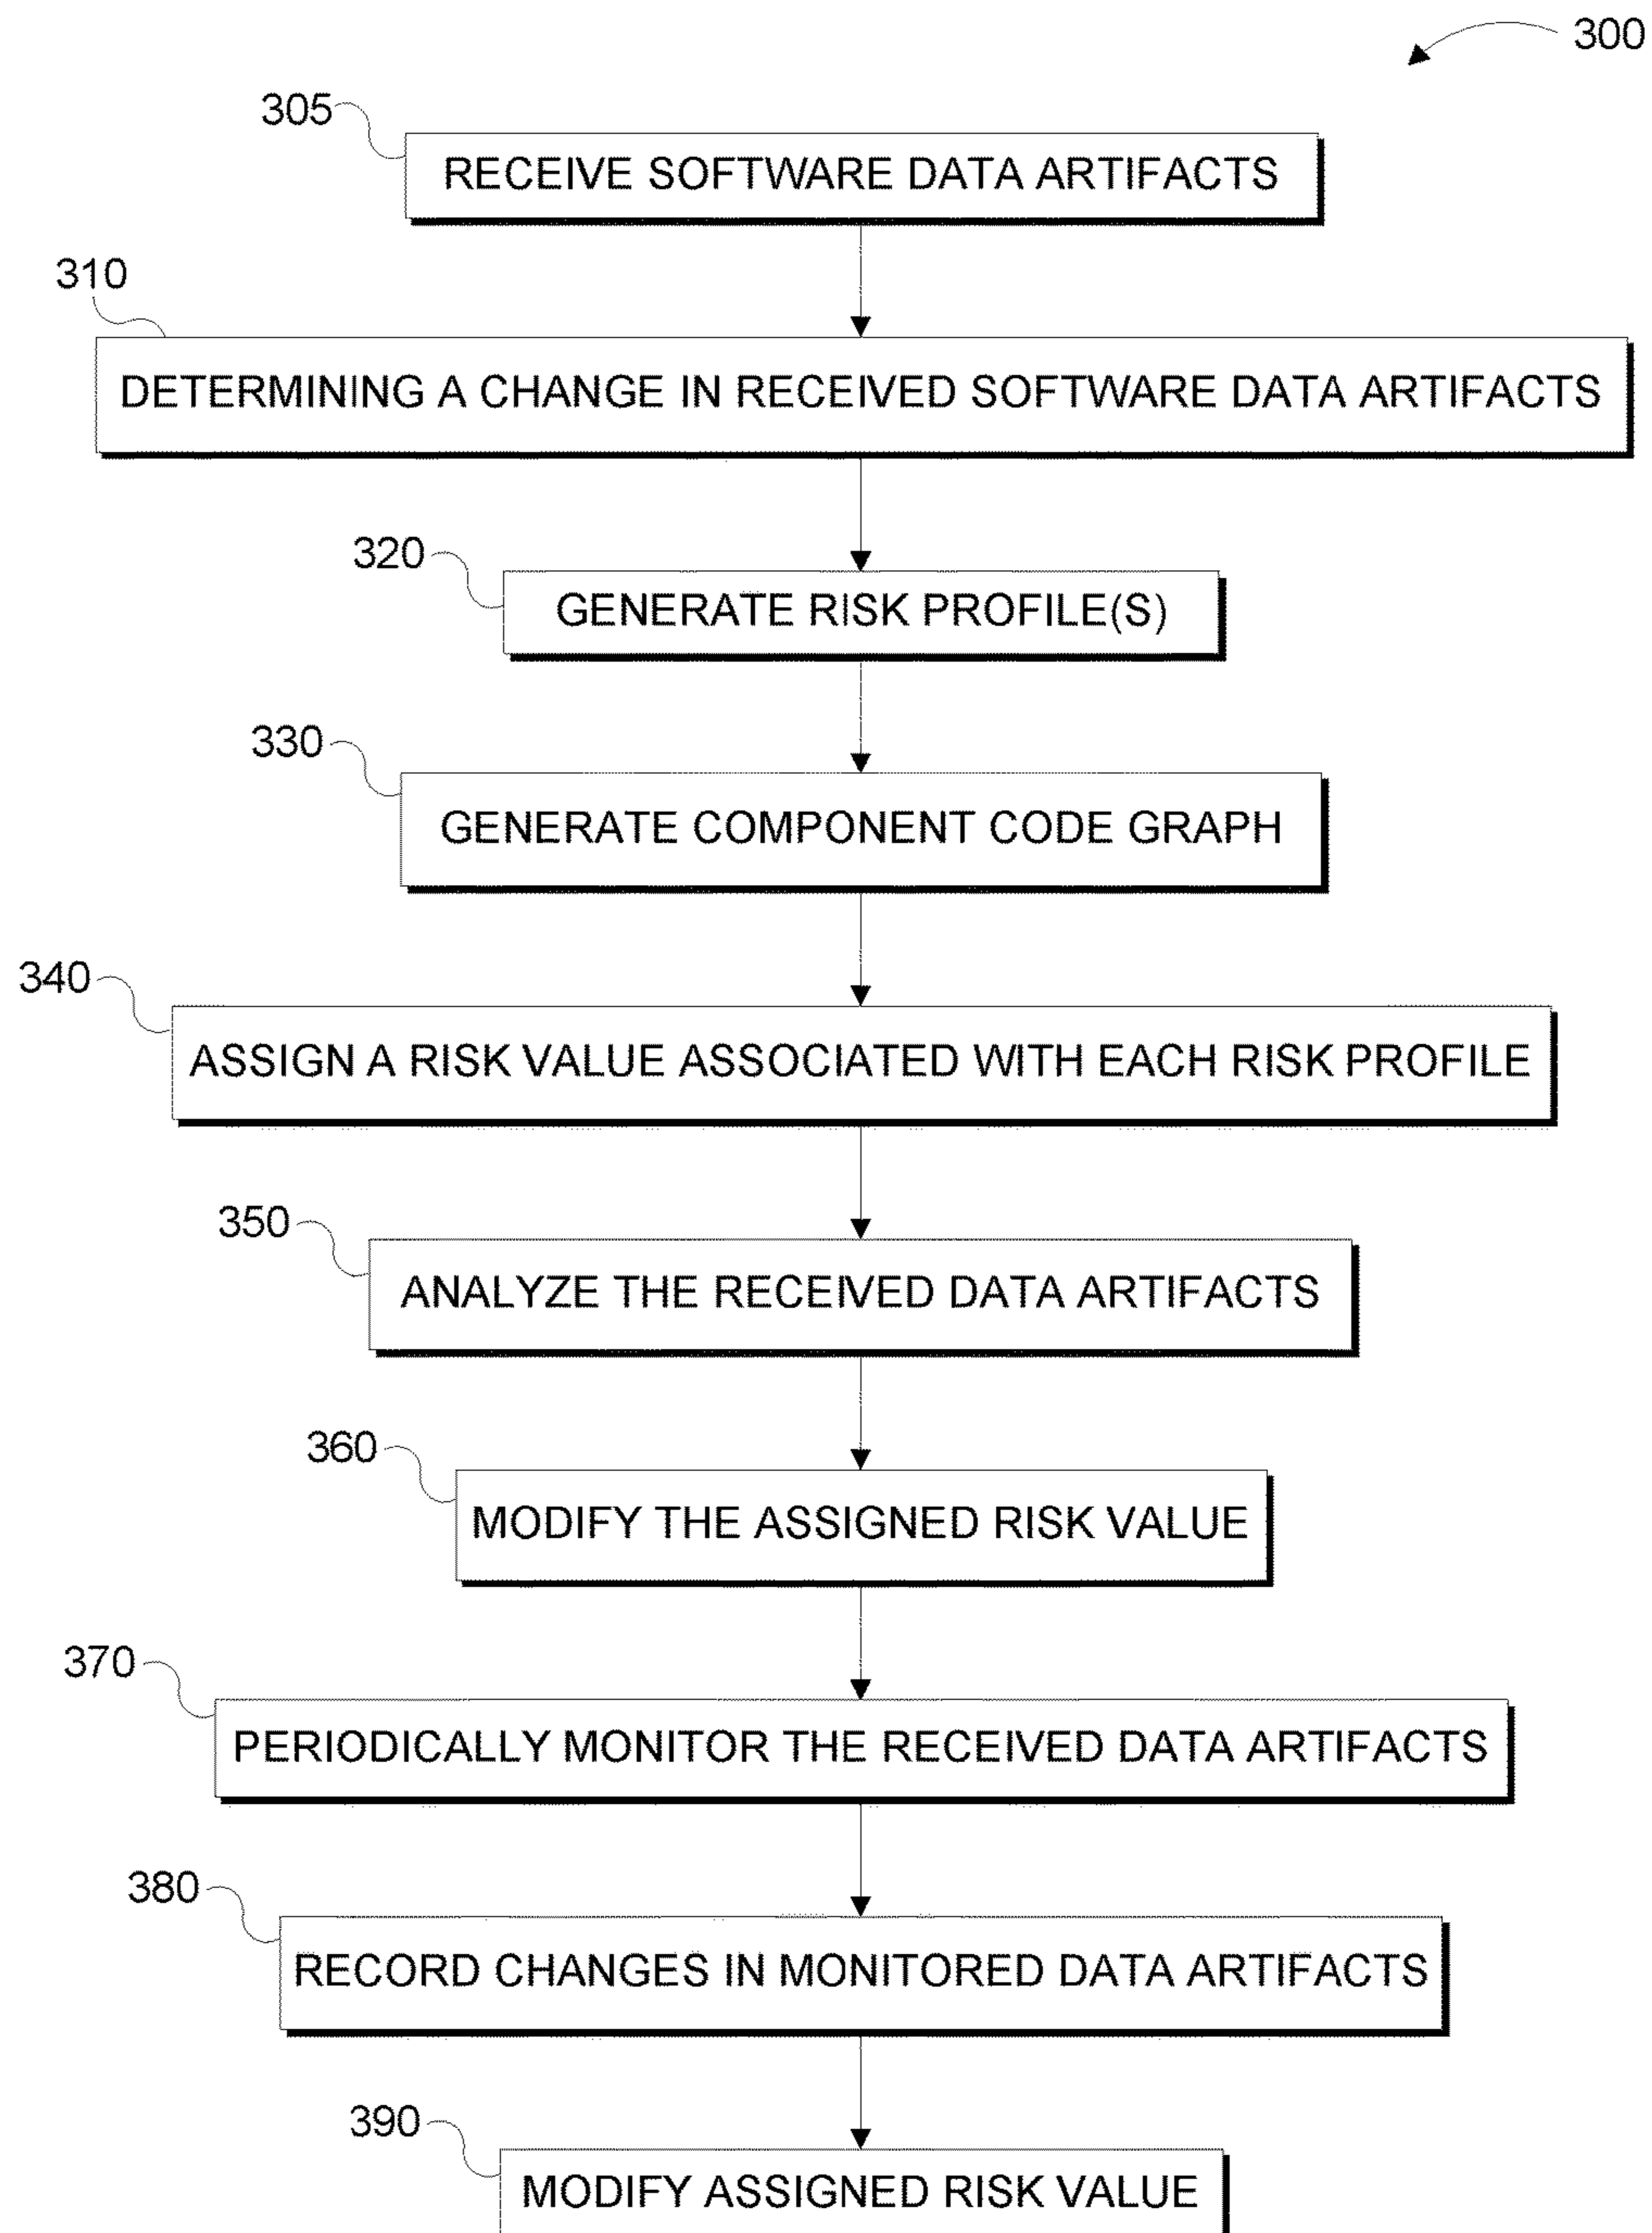 300
305
RECEIVE SOFTWARE DATA ARTIFACTS
310
DETERMINING A CHANGE IN RECEIVED SOFTWARE DATA ARTIFACTS
320
GENERATE RISK PROFILE(S)
330
GENERATE COMPONENT CODE GRAPH
340
ASSIGN A RISK VALUE ASSOCIATED WITH EACH RISK PROFILE
350
ANALYZE THE RECEIVED DATA ARTIFACTS
360
MODIFY THE ASSIGNED RISK VALUE
370
PERIODICALLY MONITOR THE RECEIVED DATA ARTIFACTS
380
RECORD CHANGES IN MONITORED DATA ARTIFACTS
390
MODIFY ASSIGNED RISK VALUE